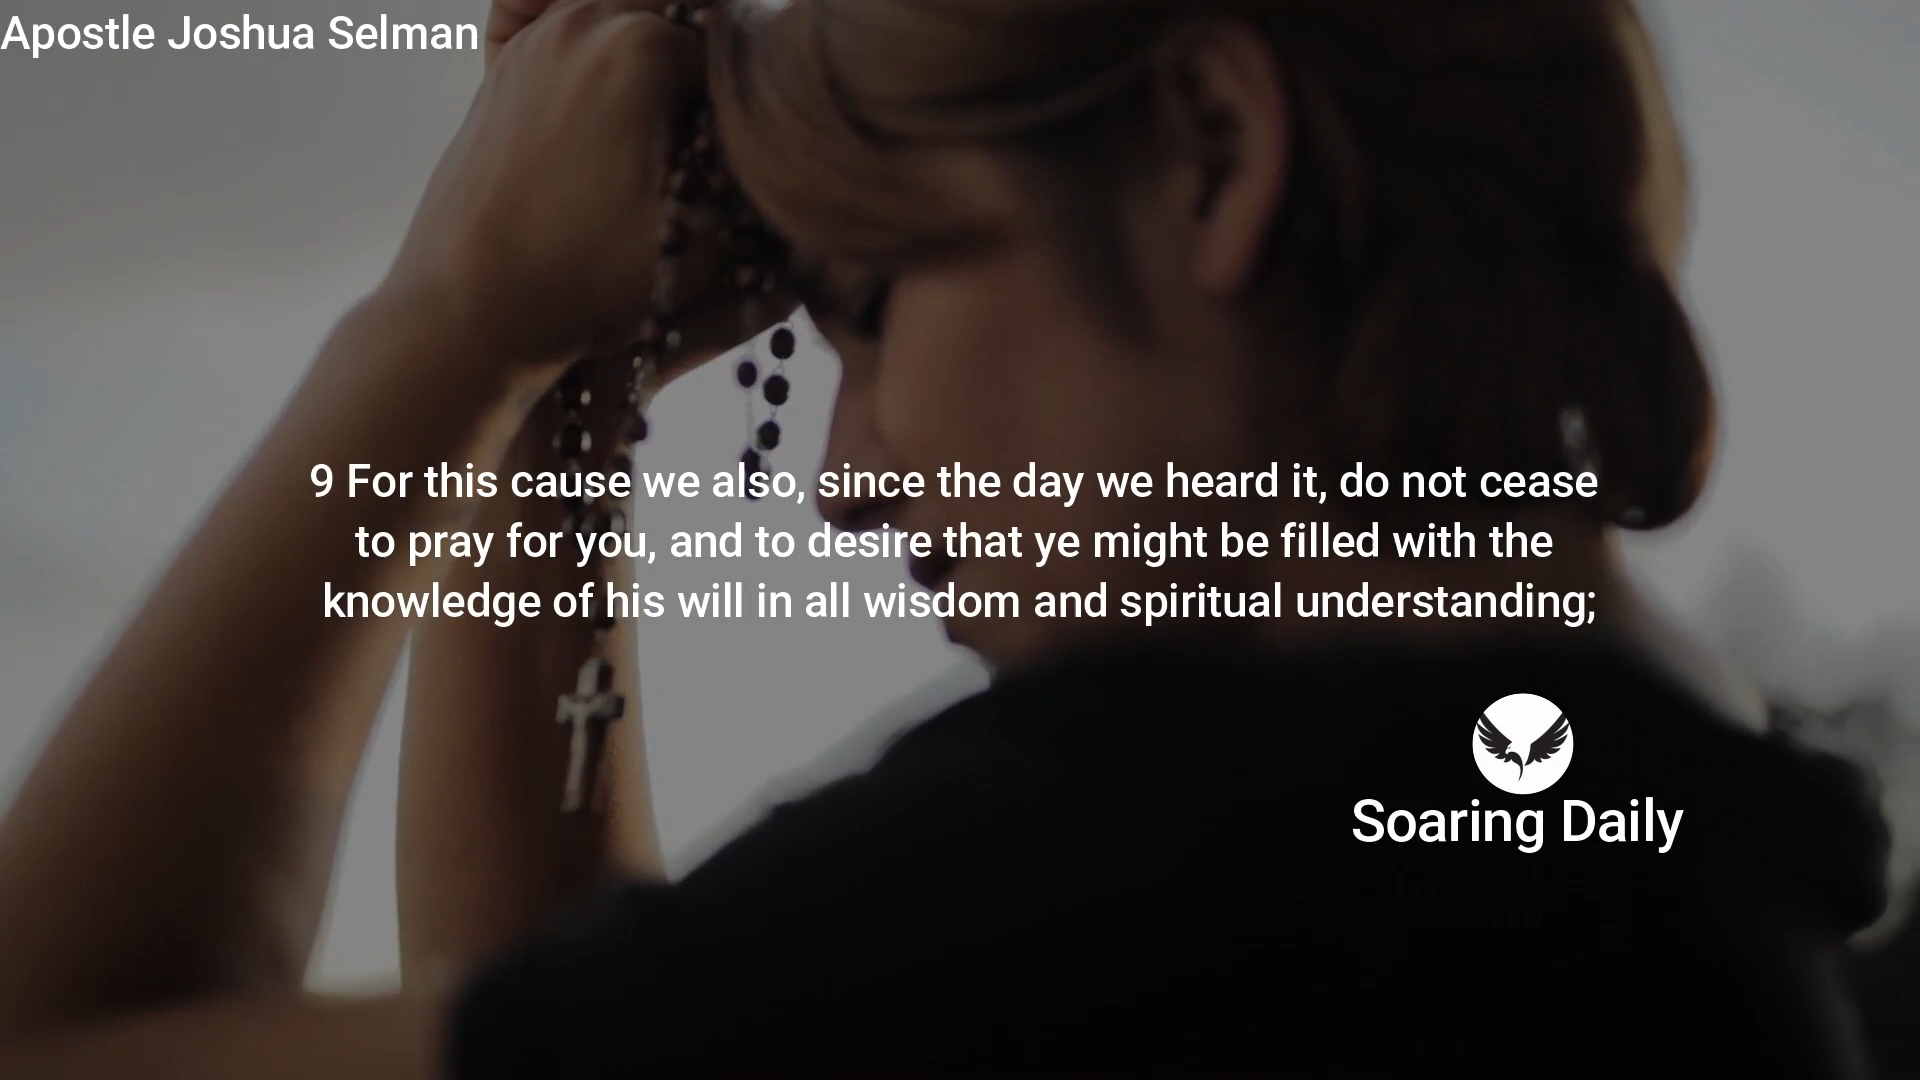 Apostle Joshua Selman
9 For this cause we also, since the day we heard it, do not cease
to pray for you, and to desire that ye might be filled with the
knowledge of his will in all wisdom and spiritual understanding;
Soaring Daily